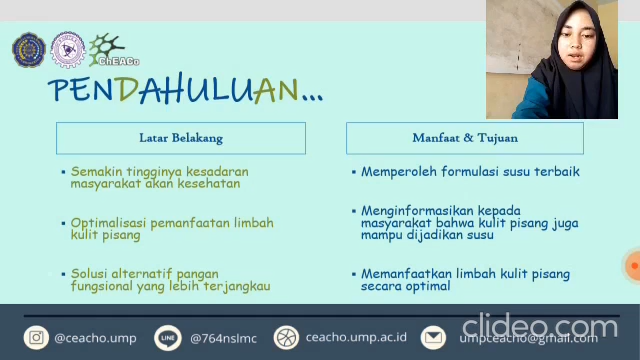 ChEACo
PENDAHULUAN...
Latar Belakang
Semakin tingginya kesadaran
masyarakat akan kesehatan
Optimalisasi pemanfaatan limbah
kulit pisang
Solusi alternatif pangan
fungsional yang lebih terjangkau
Manfaat & Tujuan
Memperoleh formulasi susu terbaik
Menginformasikan kepada
masyarakat bahwa kulit pisang juga
mampu dijadikan susu
Memanfaatkan limbah kulit pisang
secara optimal
@ceacho.ump
LINE
@764nslmc
ceacho.ump.ac.id
umpceacho@gmail.com
clideo.com